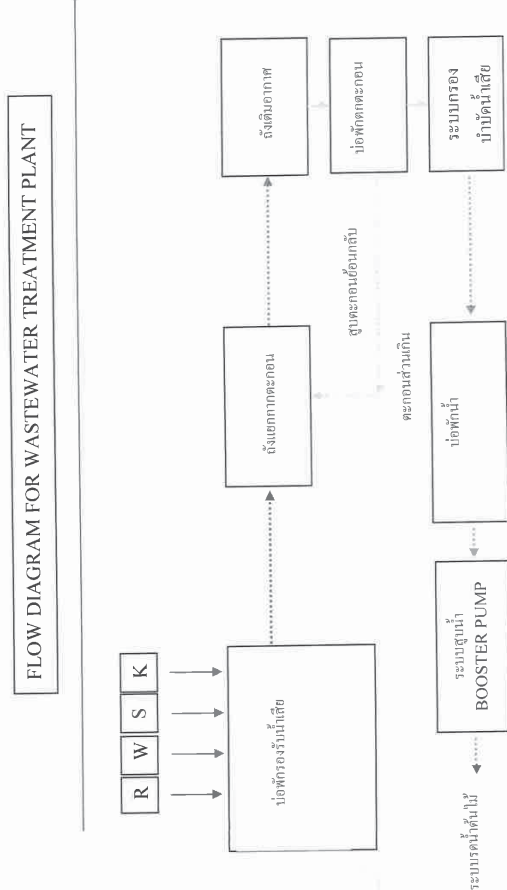 FLOW DIAGRAM FOR WASTEWATER TREATMENT PLANT
R
W
S
K
บ่อพักรองรับน้ำเสีย
ถังแยกกากตะกอน
ถังเติมอากาศ
บ่อพักตกตะกอน
สูบตะกอนย้อนกลับ
ตะกอนส่วนเกิน
ระบบกรอง
บำบัดน้ำเสีย
บ่อพักน้ำ
ระบบสูบน้ำ
BOOSTER PUMP
ระบบรดน้ำต้นไม้